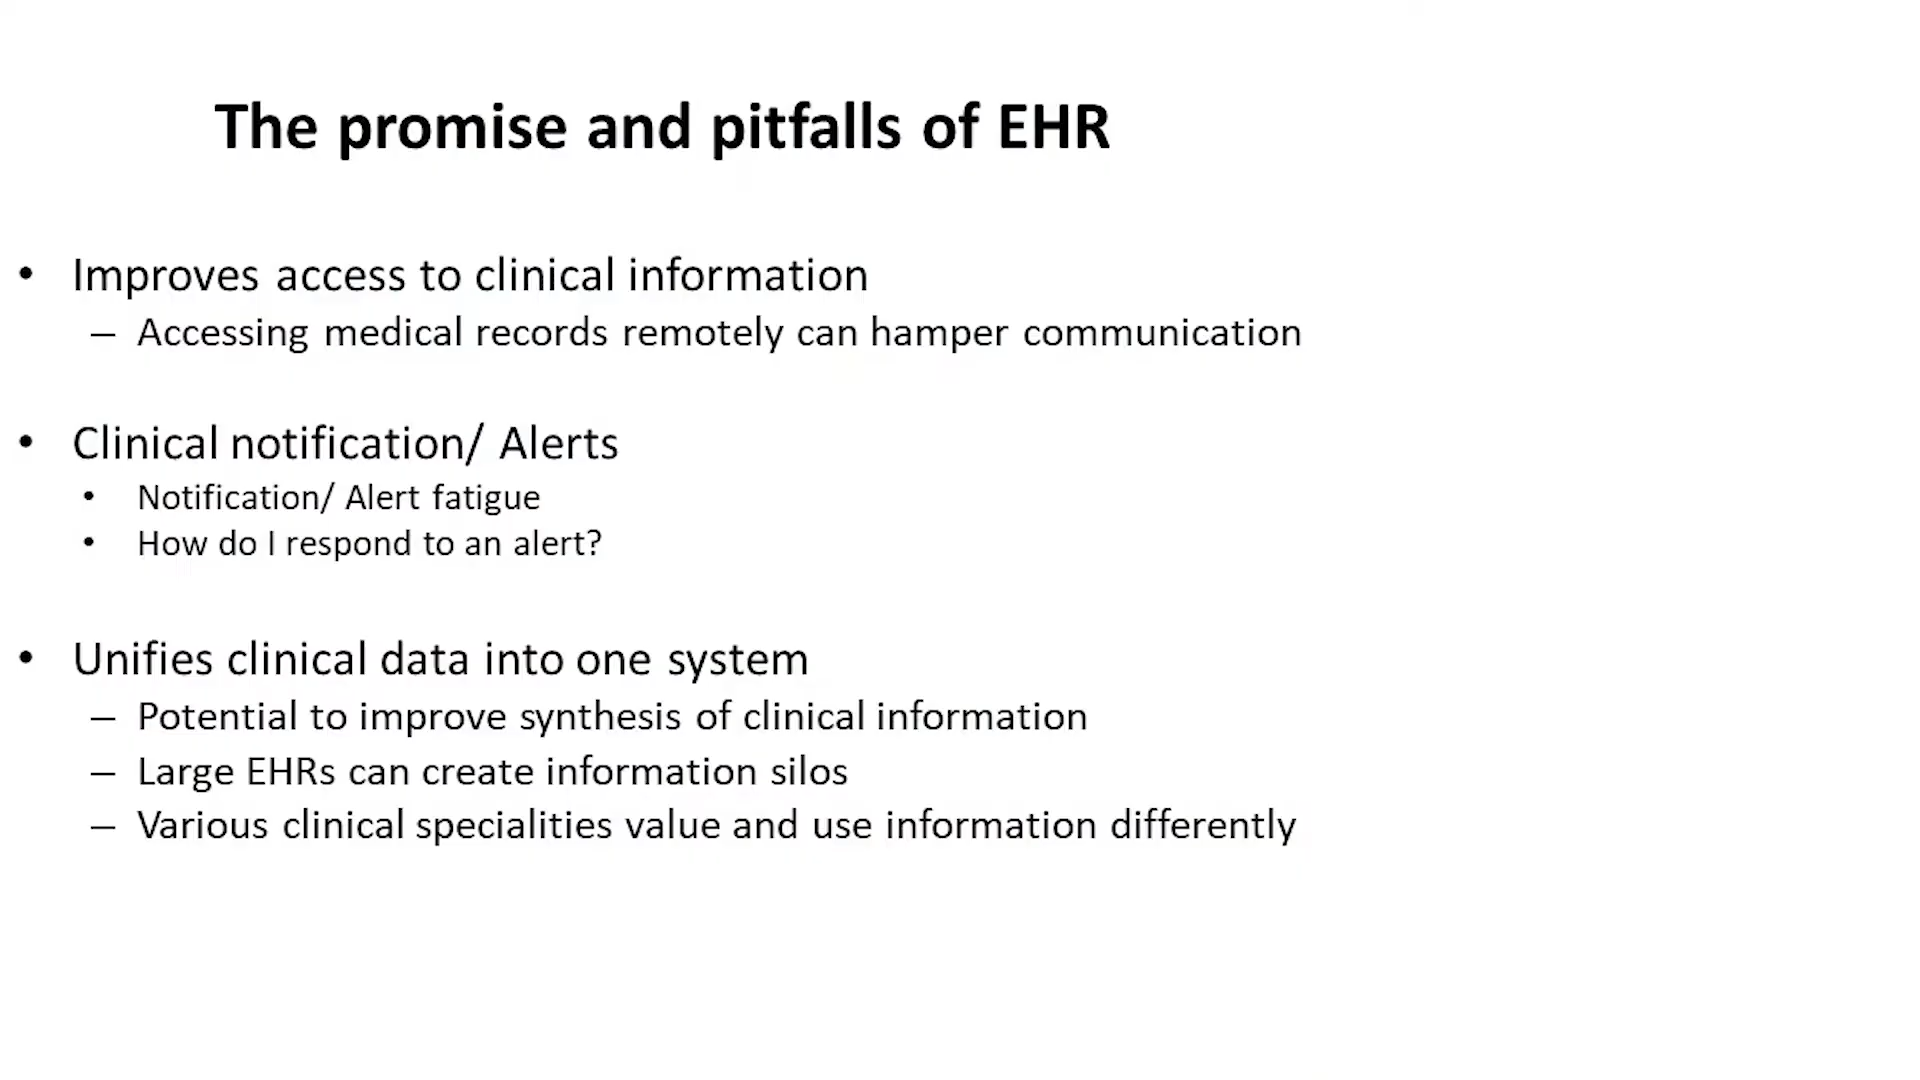 The promise and pitfalls of EHR
• Improves access to clinical information
– Accessing medical records remotely can hamper communication
• Clinical notification/ Alerts
• Notification/ Alert fatigue
• How do I respond to an alert?
• Unifies clinical data into one system
– Potential to improve synthesis of clinical information
– Large EHRs can create information silos
– Various clinical specialities value and use information differently